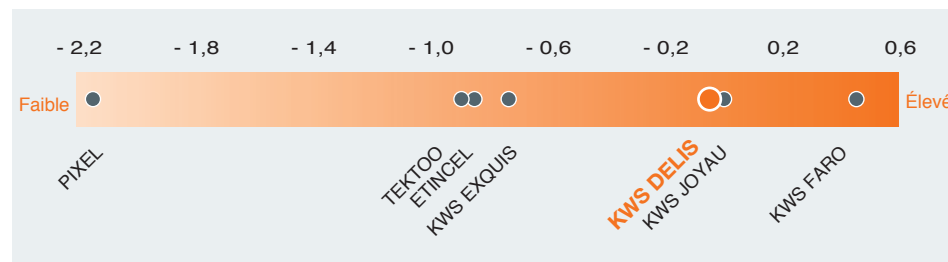 - 2,2 - 1,8 - 1,4 - 1,0 - 0,6 - 0,2 0,2 0,6
Faible
Élevé
PIXEL
TEKTOO
ETINCEL
KWS EXQUIS
KWS DELIS
KWS JOYAU
KWS FARO